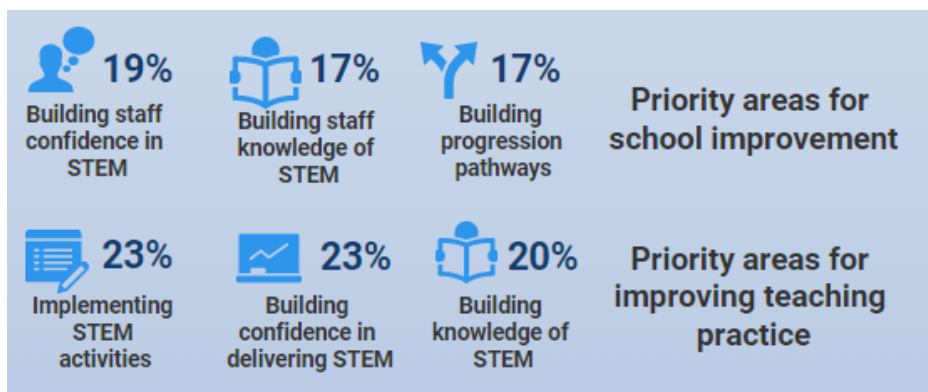 19%
Building staff
confidence in
STEM
17%
Building staff
knowledge of
STEM
17%
Building
progression
pathways
Priority areas for
school improvement
23%
Implementing
STEM
activities
23%
Building
confidence in
delivering STEM
20%
Building
knowledge of
STEM
Priority areas for
improving teaching
practice